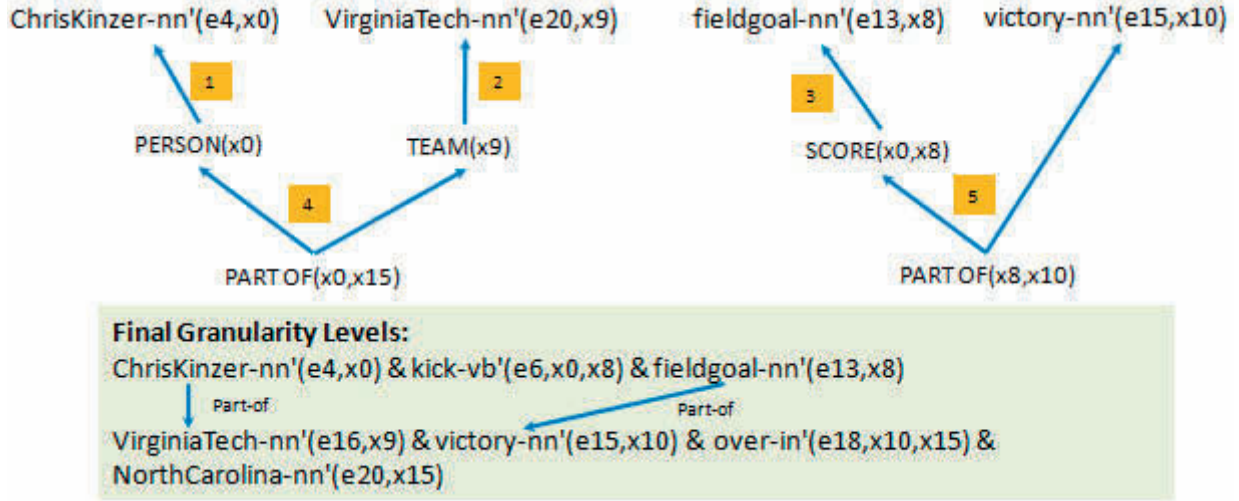 ChrisKinzer-nn'(e4,x0) VirginiaTech-nn'(e20,x9) fieldgoal-nn'(e13,x8) victory-nn'(e15,x10)
1 2 3
PERSON(x0) TEAM(x9) SCORE(x0,x8)
4 5
PART OF(x0,x15) PART OF(x8,x10)
Final Granularity Levels:
ChrisKinzer-nn'(e4,x0) & kick-vb'(e6,x0,x8) & fieldgoal-nn'(e13,x8)
Part-of Part-of
VirginiaTech-nn'(e16,x9) & victory-nn'(e15,x10) & over-in'(e18,x10,x15) &
NorthCarolina-nn'(e20,x15)